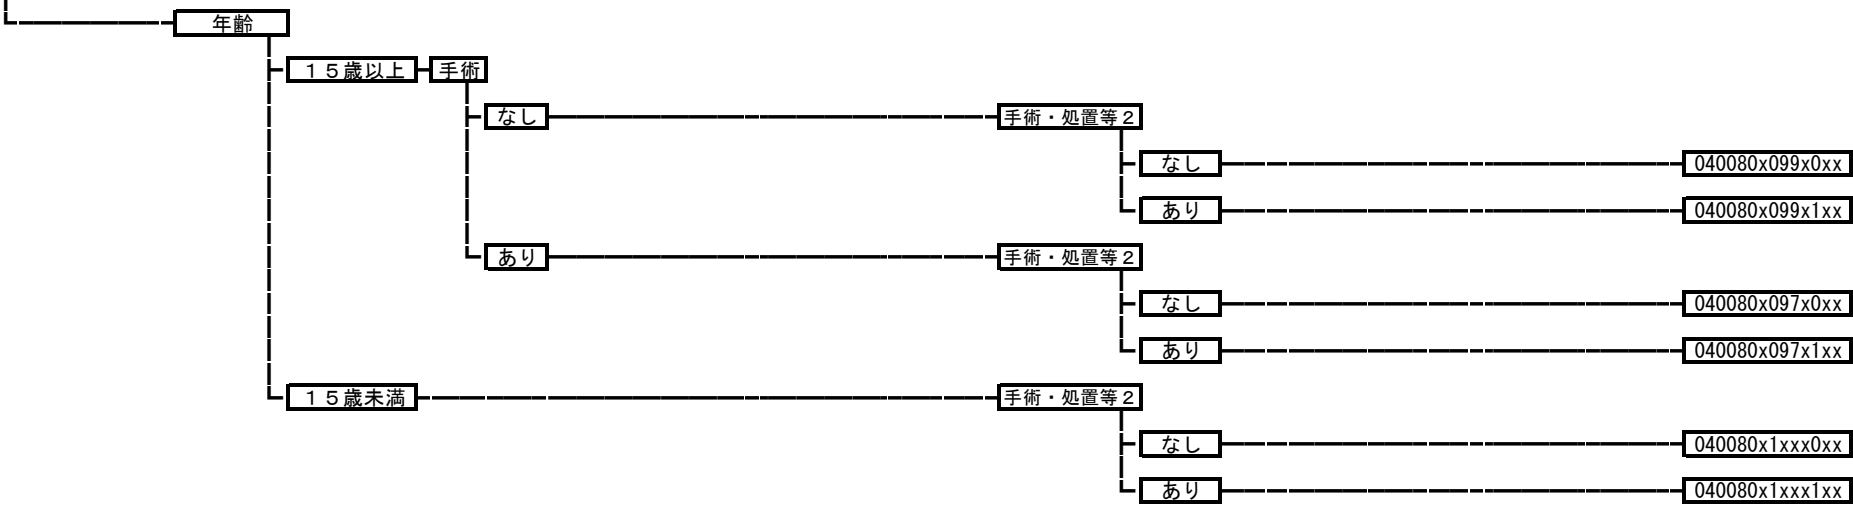 年齢
１５歳以上 手術
なし 手術・処置等２
なし 040080x099x0xx
あり 040080x099x1xx
あり 手術・処置等２
なし 040080x097x0xx
あり 040080x097x1xx
１５歳未満 手術・処置等２
なし 040080x1xxx0xx
あり 040080x1xxx1xx